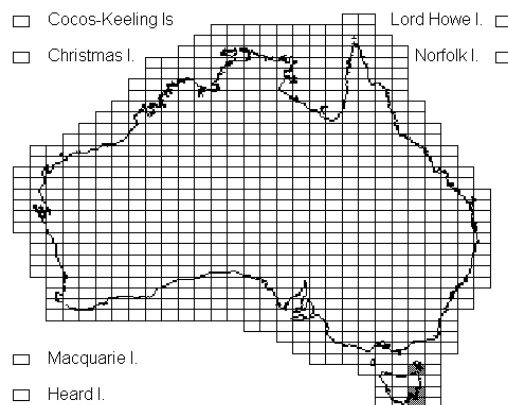 Cocos-Keeling Is
Lord Howe I.
Christmas I.
Norfolk I.
Macquarie I.
Heard I.